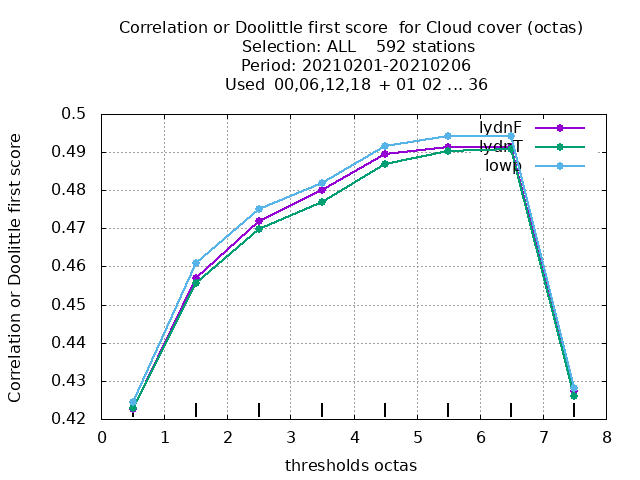 Correlation or Doolittle first score  for Cloud cover (octas)
Selection: ALL    592 stations
Period: 20210201-20210206
Used  00,06,12,18  + 01 02 ... 36
Correlation or Doolittle first score
0.5
0.49
0.48
0.47
0.46
0.45
0.44
0.43
0.42
lydnF
lydnT
lowp
0 1 2 3 4 5 6 7 8
thresholds octas